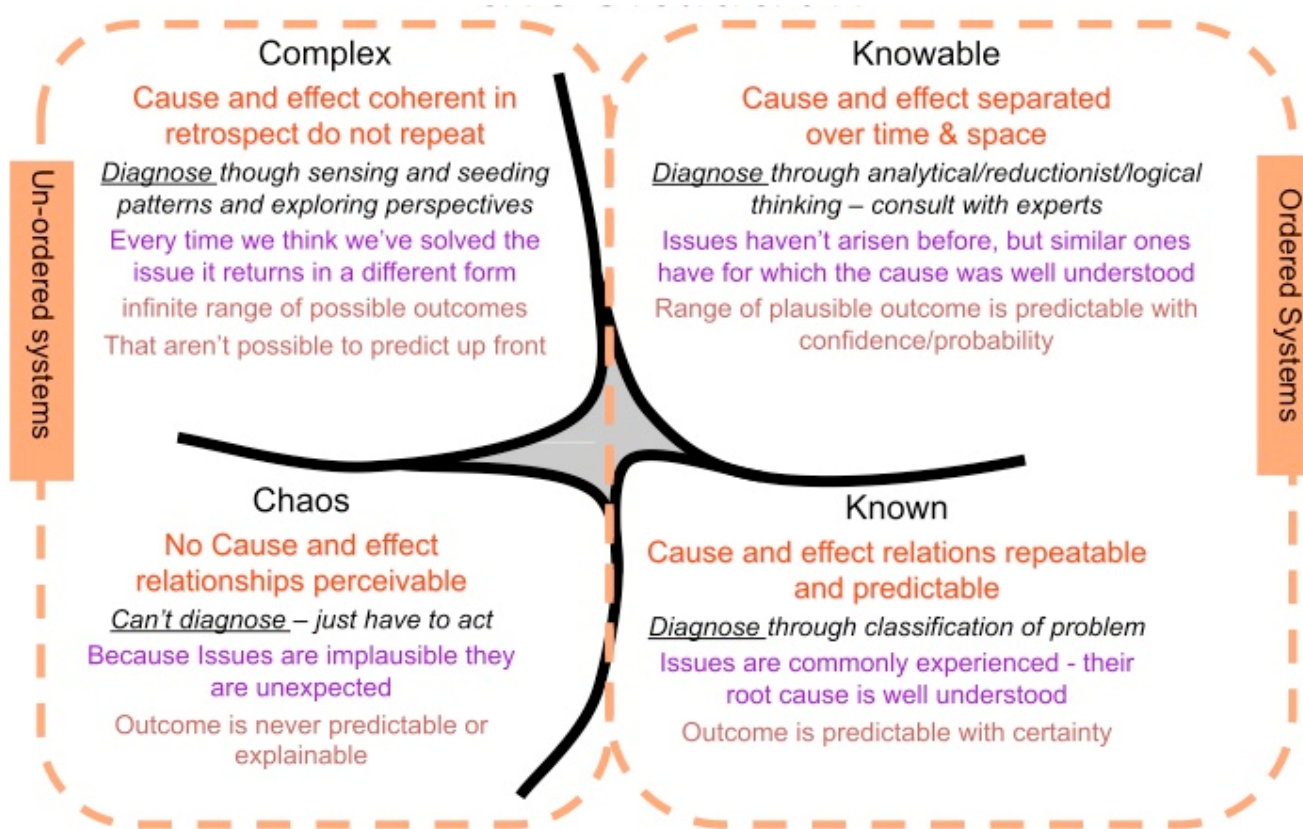 Complex
Cause and effect coherent in
retrospect do not repeat
Diagnose though sensing and seeding
patterns and exploring perspectives
Every time we think we've solved the
issue it returns in a different form
infinite range of possible outcomes
That aren't possible to predict up front
Knowable
Cause and effect separated
over time & space
Diagnose through analytical/reductionist/logical
thinking – consult with experts
Issues haven't arisen before, but similar ones
have for which the cause was well understood
Range of plausible outcome is predictable with
confidence/probability
Un-ordered systems
Ordered Systems
Chaos
No Cause and effect
relationships perceivable
Can't diagnose – just have to act
Because Issues are implausible they
are unexpected
Outcome is never predictable or
explainable
Known
Cause and effect relations repeatable
and predictable
Diagnose through classification of problem
Issues are commonly experienced - their
root cause is well understood
Outcome is predictable with certainty